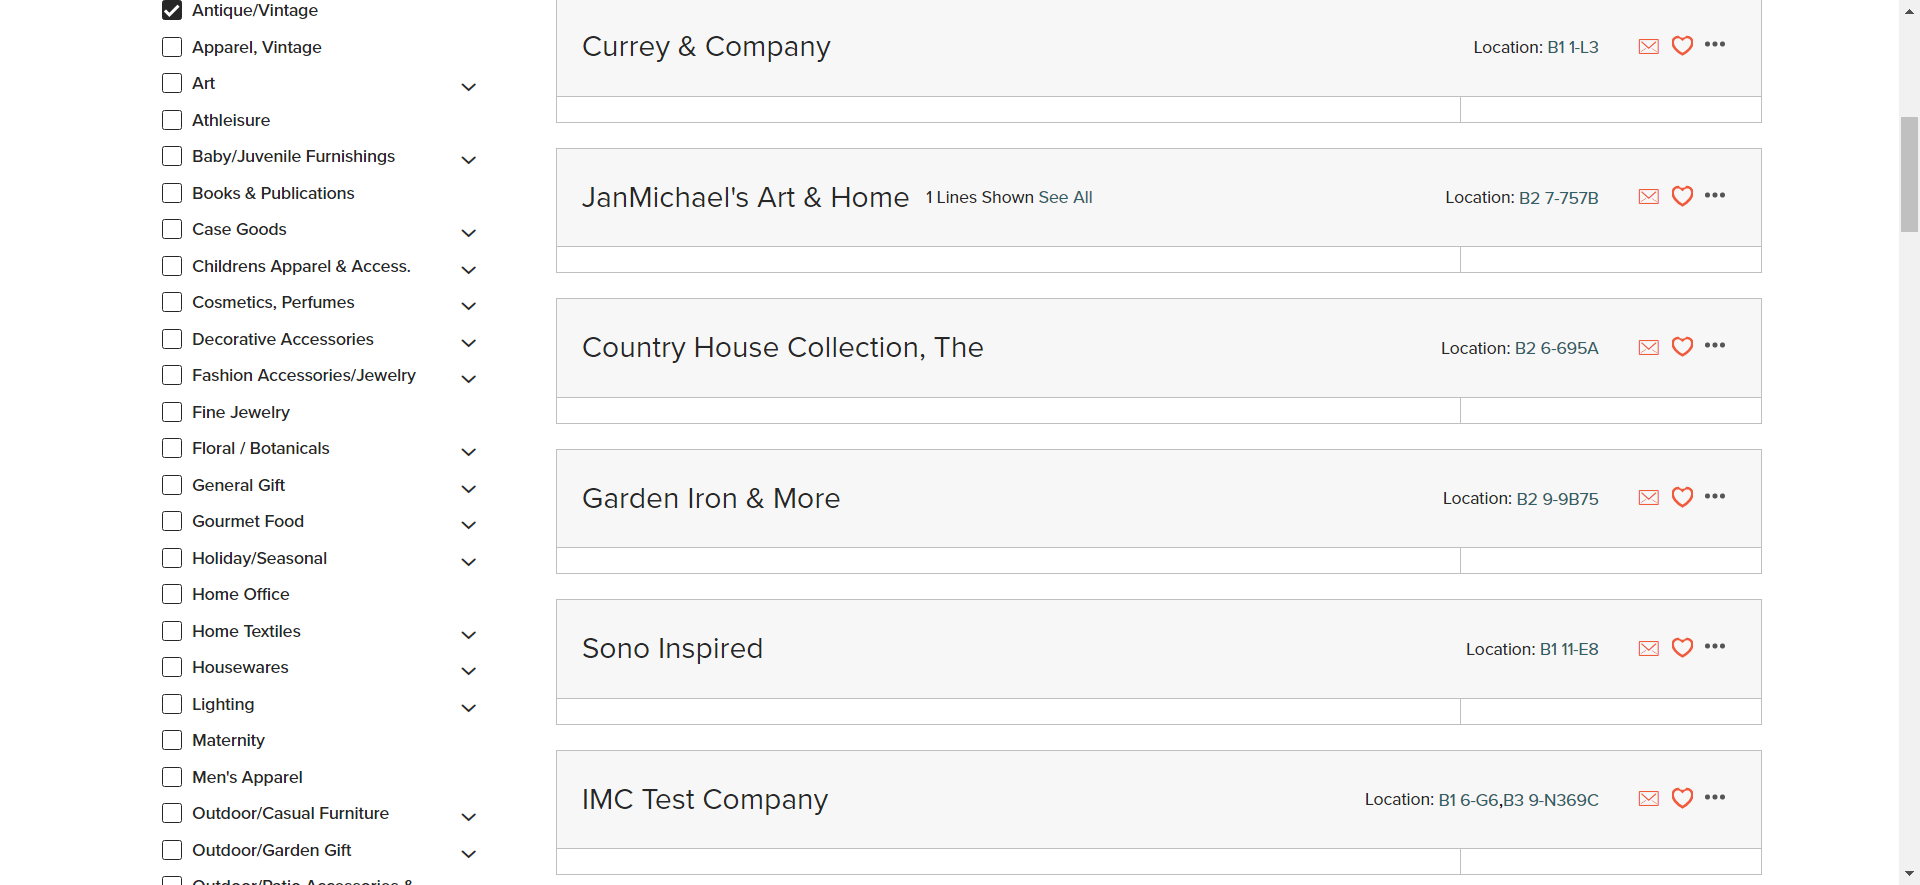 Antique/Vintage
Apparel, Vintage
Art
Athleisure
Baby/Juvenile Furnishings
Books & Publications
Case Goods
Childrens Apparel & Access.
Cosmetics, Perfumes
Decorative Accessories
Fashion Accessories/Jewelry
Fine Jewelry
Floral / Botanicals
General Gift
Gourmet Food
Holiday/Seasonal
Home Office
Home Textiles
Housewares
Lighting
Maternity
Men's Apparel
Outdoor/Casual Furniture
Outdoor/Garden Gift
Outdoor/Patio Accessories &
Currey & Company Location: B1 1-L3
JanMichael's Art & Home 1 Lines Shown See All Location: B2 7-757B
Country House Collection, The Location: B2 6-695A
Garden Iron & More Location: B2 9-9B75
Sono Inspired Location: B1 11-E8
IMC Test Company Location: B1 6-G6,B3 9-N369C